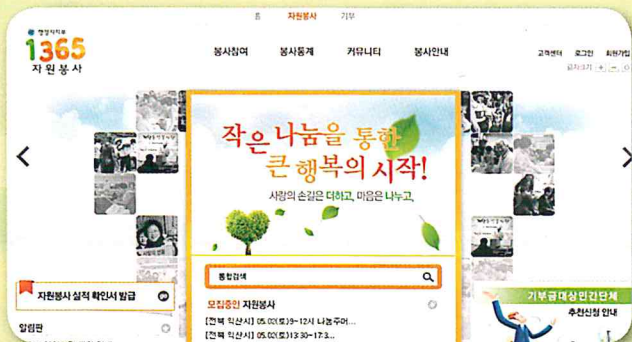 홈 자원봉사 기부
행정자치부
1365
자원봉사
봉사참여 봉사통계 커뮤니티 봉사안내
고객센터 로그인 회원가입
글자크기 + -
작은 나눔을 통한
큰 행복의 시작!
사랑의 손길은 더하고, 마음은 나누고,
통합검색
모집중인 자원봉사
[전북 익산시] 05.02(토)9~12시 나눔주머...
[전북 익산시] 05.02(토)13:30~17:3...
자원봉사 실적 확인서 발급
알림판
기부금대상민간단체
추천신청 안내